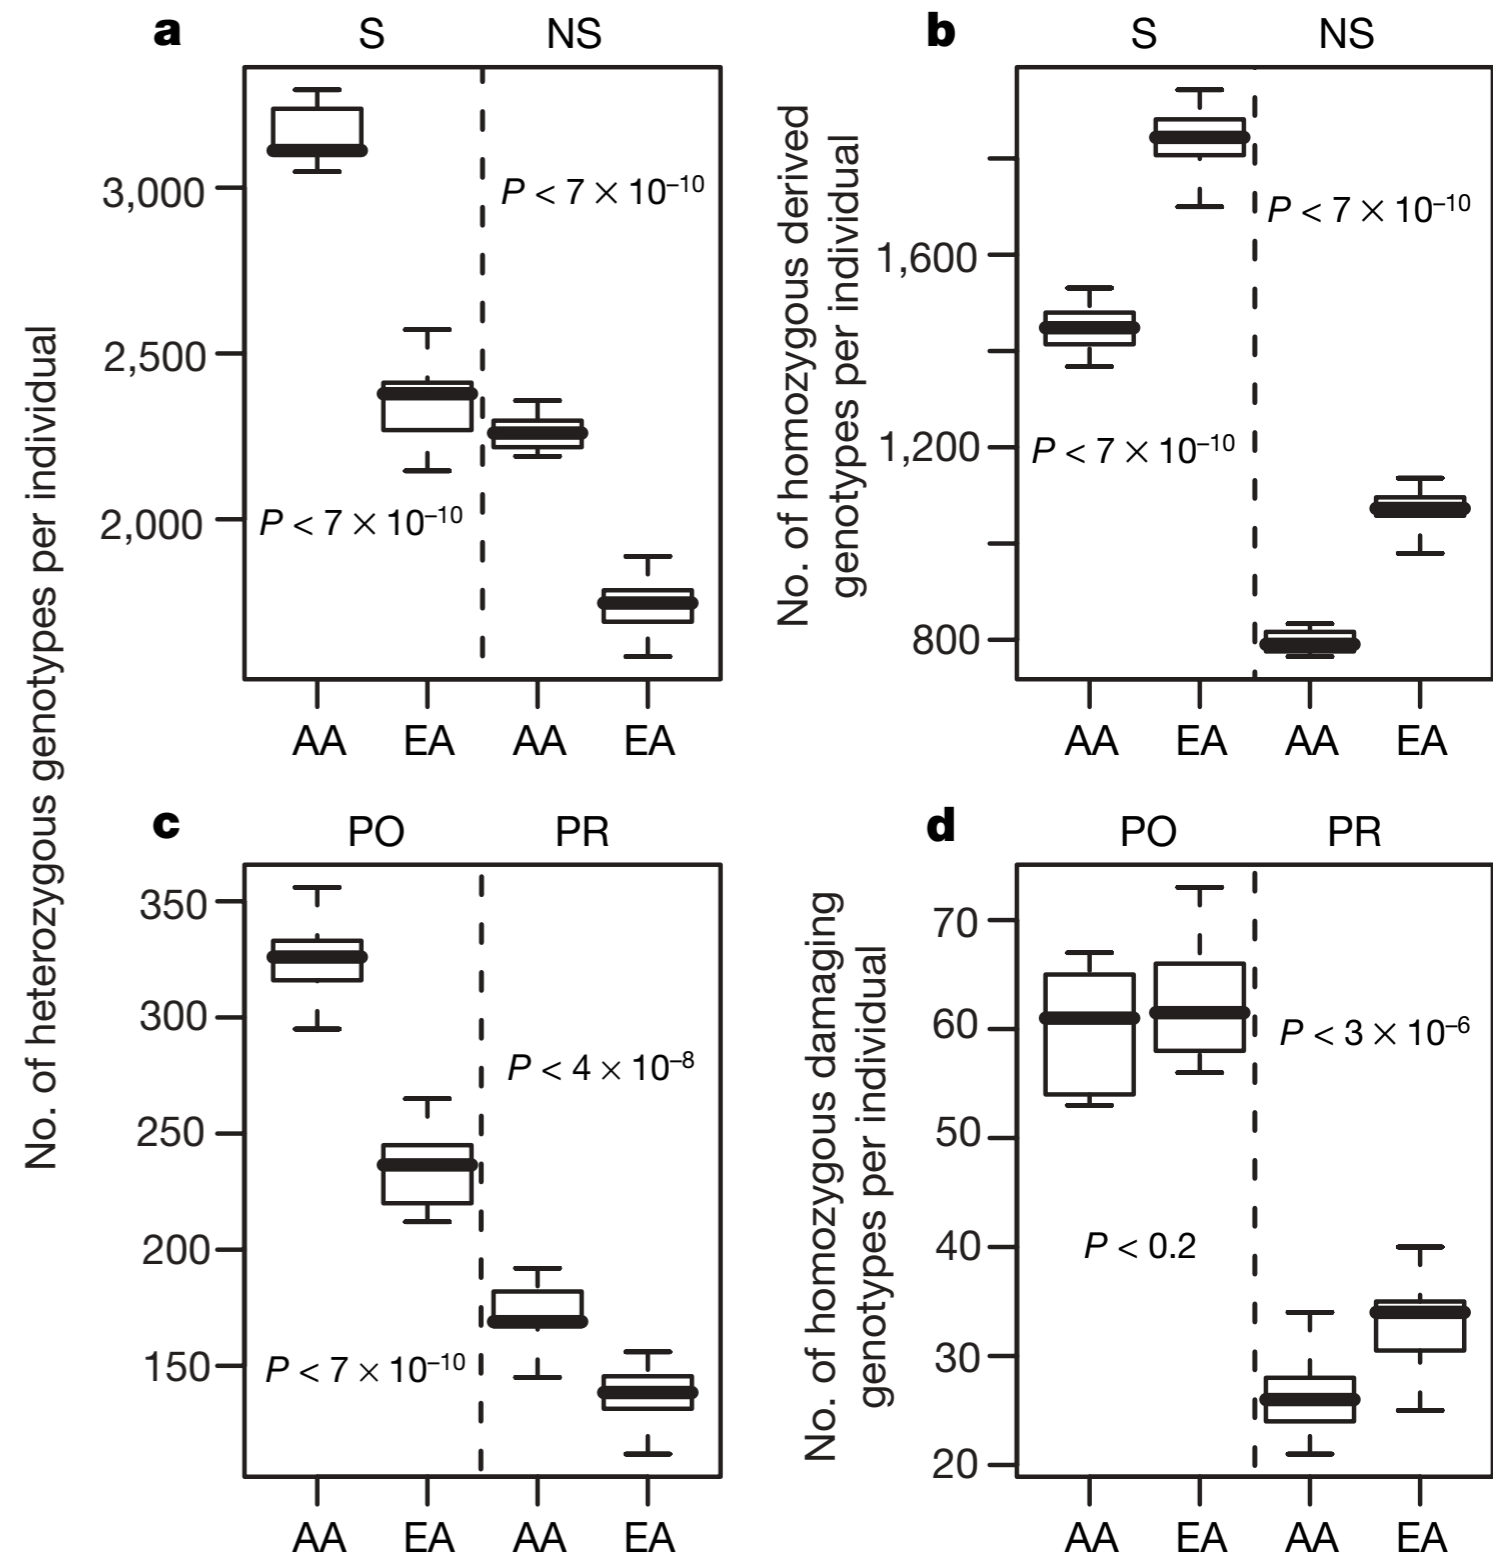 a
S NS
No. of heterozygous genotypes per individual
3,000
2,500
2,000
P < 7 × 10⁻¹⁰
P < 7 × 10⁻¹⁰
AA EA AA EA
b
S NS
No. of homozygous derived
genotypes per individual
1,600
1,200
800
P < 7 × 10⁻¹⁰
P < 7 × 10⁻¹⁰
AA EA AA EA
c
PO PR
350
300
250
200
150
P < 4 × 10⁻⁸
P < 7 × 10⁻¹⁰
AA EA AA EA
d
PO PR
No. of homozygous damaging
genotypes per individual
70
60
50
40
30
20
P < 3 × 10⁻⁶
P < 0.2
AA EA AA EA